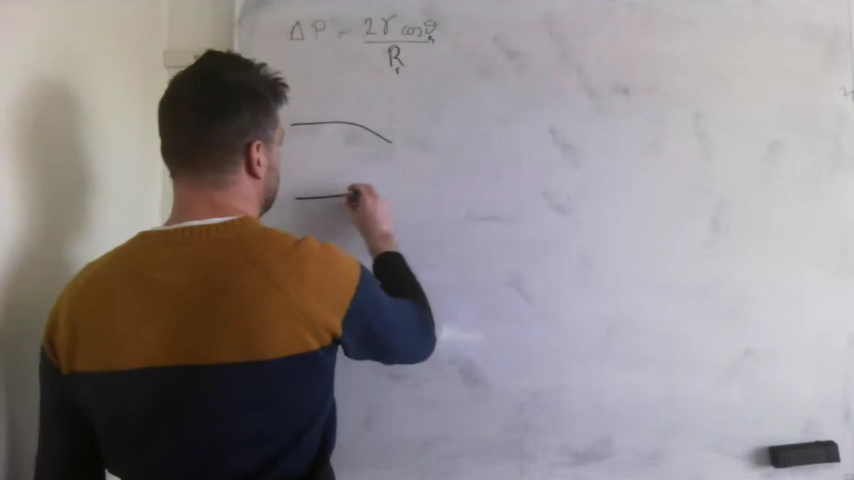 ΔP = 2γ cosθ / R